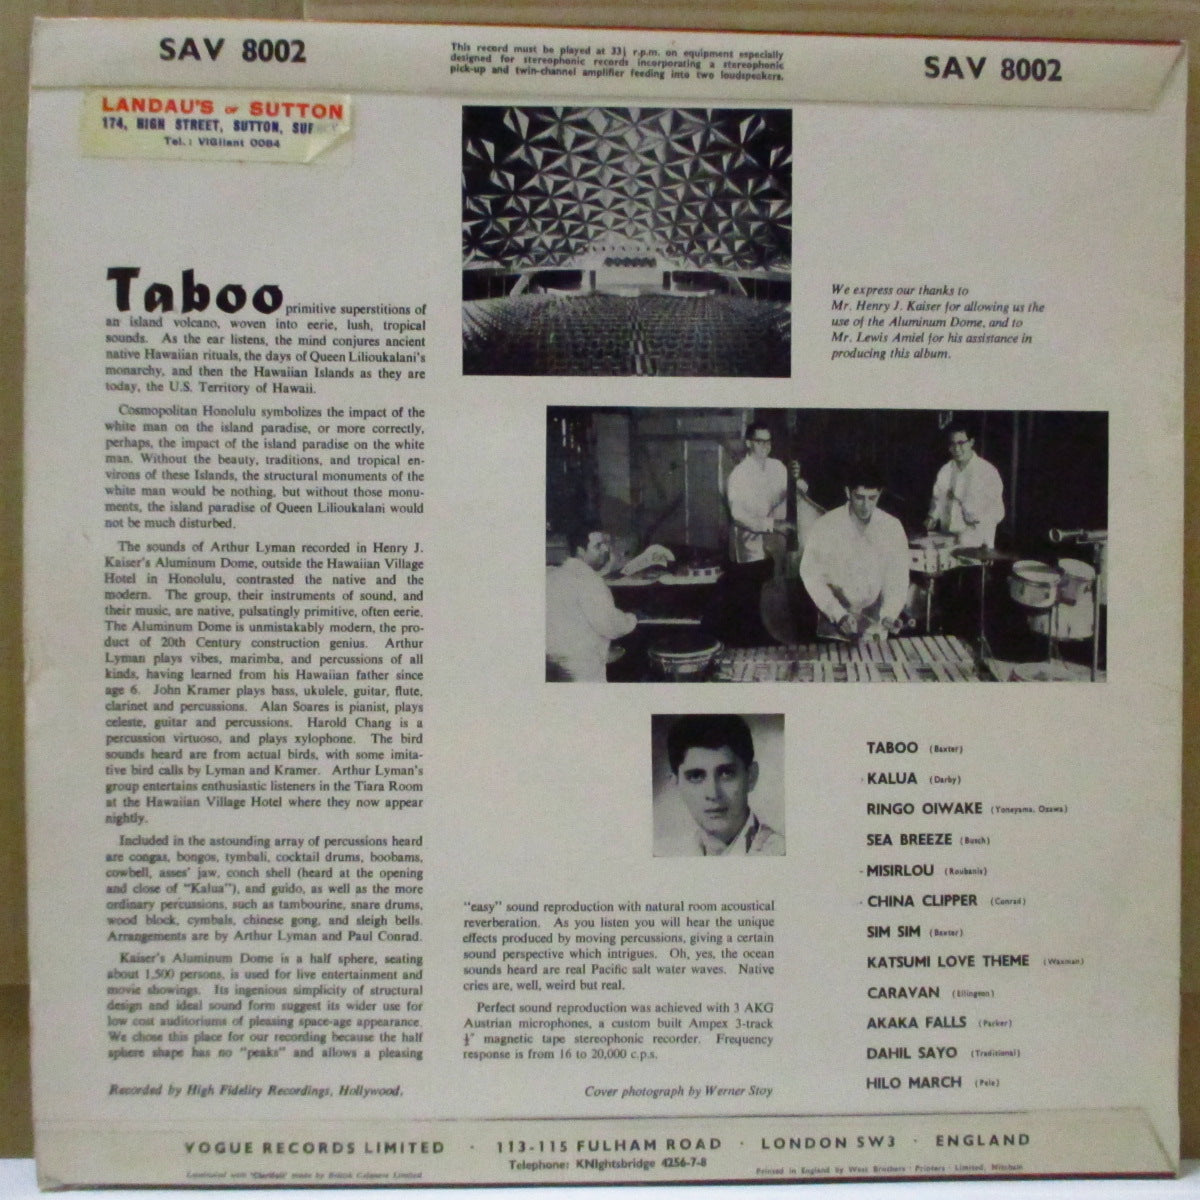 SAV 8002
This record must be played at 33⅓ r.p.m. on equipment especially
designed for stereophonic records incorporating a stereophonic
pick-up and twin-channel amplifier feeding into two loudspeakers.
SAV 8002
LANDAU'S OF SUTTON
174, HIGH STREET, SUTTON,
Tel.: VIGilant 0084
We express our thanks to
Mr. Henry J. Kaiser for allowing us the
use of the Aluminum Dome, and to
Mr. Lewis Amiel for his assistance in
producing this album.
Taboo primitive superstitions of
an island volcano, woven into eerie, lush, tropical
sounds. As the ear listens, the mind conjures ancient
native Hawaiian rituals, the days of Queen Lilioukalani's
monarchy, and then the Hawaiian Islands as they are
today, the U.S. Territory of Hawaii.
Cosmopolitan Honolulu symbolizes the impact of the
white man on the island paradise, or more correctly,
perhaps, the impact of the island paradise on the white
man. Without the beauty, traditions, and tropical en-
virons of these Islands, the structural monuments of the
white man would be nothing, but without those monu-
ments, the island paradise of Queen Lilioukalani would
not be much disturbed.
The sounds of Arthur Lyman recorded in Henry J.
Kaiser's Aluminum Dome, outside the Hawaiian Village
Hotel in Honolulu, contrasted the native and the
modern. The group, their instruments of sound, and
their music, are native, pulsatingly primitive, often eerie.
The Aluminum Dome is unmistakably modern, the pro-
duct of 20th Century construction genius. Arthur
Lyman plays vibes, marimba, and percussions of all
kinds, having learned from his Hawaiian father since
age 6. John Kramer plays bass, ukulele, guitar, flute,
clarinet and percussions. Alan Soares is pianist, plays
celeste, guitar and percussions. Harold Chang is a
percussion virtuoso, and plays xylophone. The bird
sounds heard are from actual birds, with some imita-
tive bird calls by Lyman and Kramer. Arthur Lyman's
group entertains enthusiastic listeners in the Tiara Room
at the Hawaiian Village Hotel where they now appear
nightly.
Included in the astounding array of percussions heard
are congas, bongos, tymbali, cocktail drums, boobams,
cowbell, asses' jaw, conch shell (heard at the opening
and close of "Kalua"), and guido, as well as the more
ordinary percussions, such as tambourine, snare drums,
wood block, cymbals, chinese gong, and sleigh bells.
Arrangements are by Arthur Lyman and Paul Conrad.
Kaiser's Aluminum Dome is a half sphere, seating
about 1,500 persons, is used for live entertainment and
movie showings. Its ingenious simplicity of structural
design and ideal sound form suggest its wider use for
low cost auditoriums of pleasing space-age appearance.
We chose this place for our recording because the half
sphere shape has no "peaks" and allows a pleasing
Recorded by High Fidelity Recordings, Hollywood.
"easy" sound reproduction with natural room acoustical
reverberation. As you listen you will hear the unique
effects produced by moving percussions, giving a certain
sound perspective which intrigues. Oh, yes, the ocean
sounds heard are real Pacific salt water waves. Native
cries are, well, weird but real.
Perfect sound reproduction was achieved with 3 AKG
Austrian microphones, a custom built Ampex 3-track
½" magnetic tape stereophonic recorder. Frequency
response is from 16 to 20,000 c.p.s.
Cover photograph by Werner Stoy
TABOO (Baxter)
KALUA (Darby)
RINGO OIWAKE (Yoneyama, Ozawa)
SEA BREEZE (Busch)
MISIRLOU (Roubanis)
CHINA CLIPPER (Conrad)
SIM SIM (Baxter)
KATSUMI LOVE THEME (Waxman)
CARAVAN (Ellington)
AKAKA FALLS (Parker)
DAHIL SAYO (Traditional)
HILO MARCH (Pele)
VOGUE RECORDS LIMITED · 113-115 FULHAM ROAD · LONDON SW3 · ENGLAND
Telephone: KNIghtsbridge 4256-7-8
Laminated with 'Clarifoil' made by British Celanese Limited
Printed in England by West Brothers · Printers · Limited, Mitcham